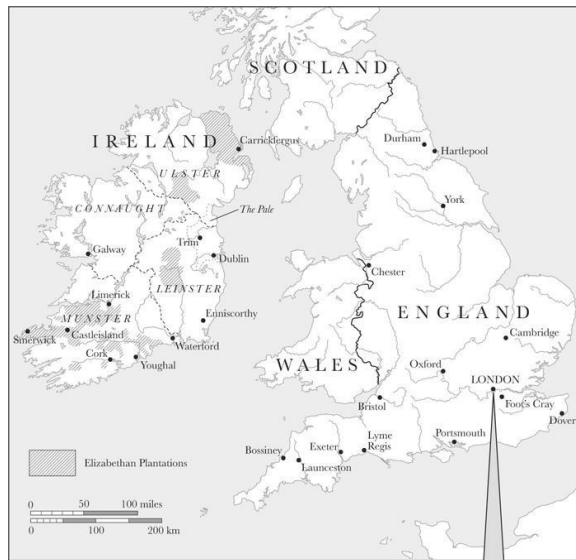 SCOTLAND
IRELAND
Carrickfergus
ULSTER
Durham
Hartlepool
CONNAUGHT
The Pale
York
Trim
Galway
Dublin
Chester
LEINSTER
Limerick
ENGLAND
MUNSTER
Enniscorthy
Smerwick
Castleisland
Cambridge
Waterford
WALES
Oxford
Cork
Youghal
LONDON
Bristol
Foot's Cray
Dover
Bossiney
Exeter
Lyme
Regis
Portsmouth
Launceston
Elizabethan Plantations
0 50 100 miles
0 100 200 km